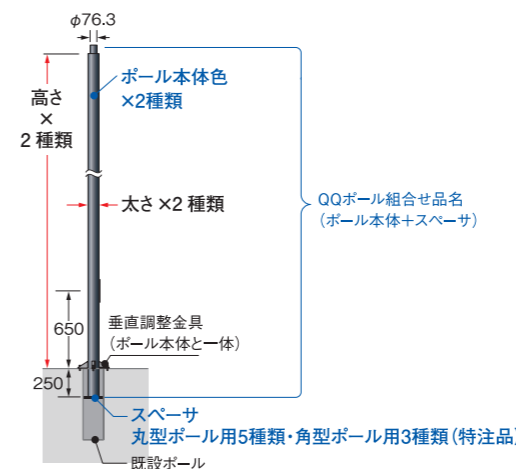 φ76.3
ポール本体色
×2種類
高さ
×
2種類
太さ×2種類
QQポール組合せ品名
（ポール本体＋スペーサ）
650
垂直調整金具
（ポール本体と一体）
250
スペーサ
丸型ポール用5種類・角型ポール用3種類（特注品）
既設ポール